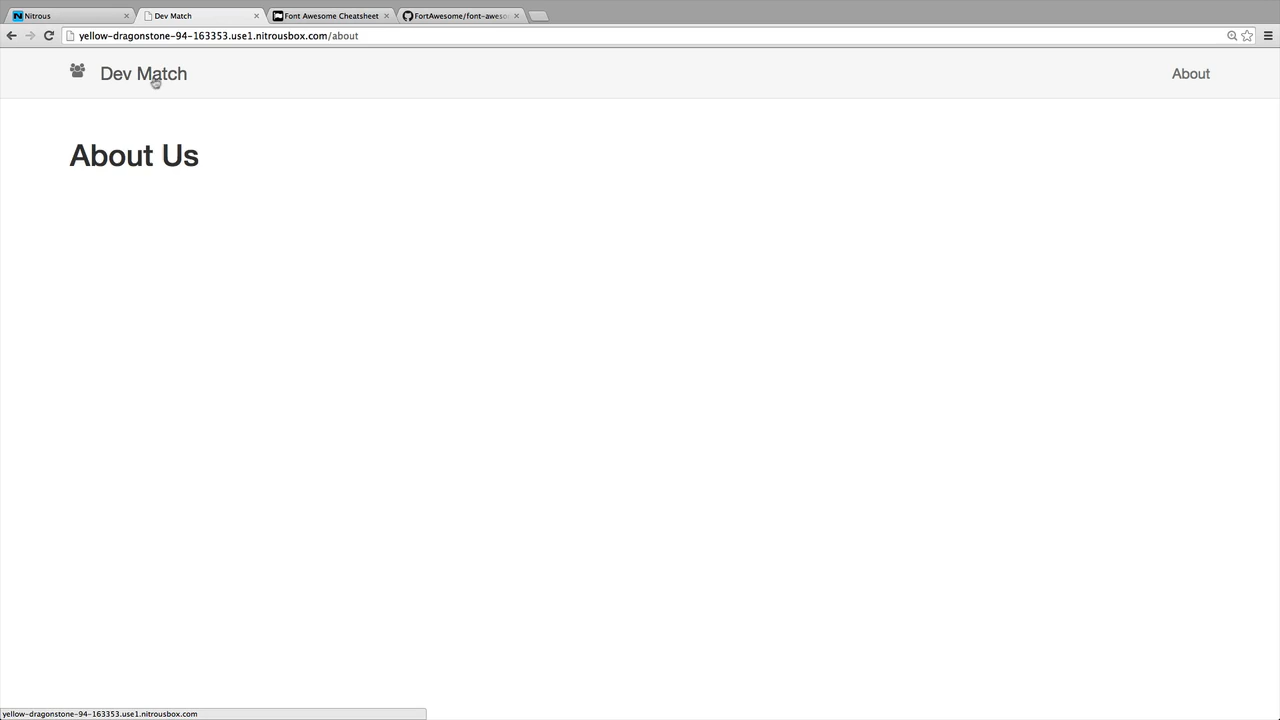 Nitrous
Dev Match
Font Awesome Cheatsheet
FortAwesome/font-aweso
yellow-dragonstone-94-163353.use1.nitrousbox.com/about
Dev Match
About
About Us
yellow-dragonstone-94-163353.use1.nitrousbox.com